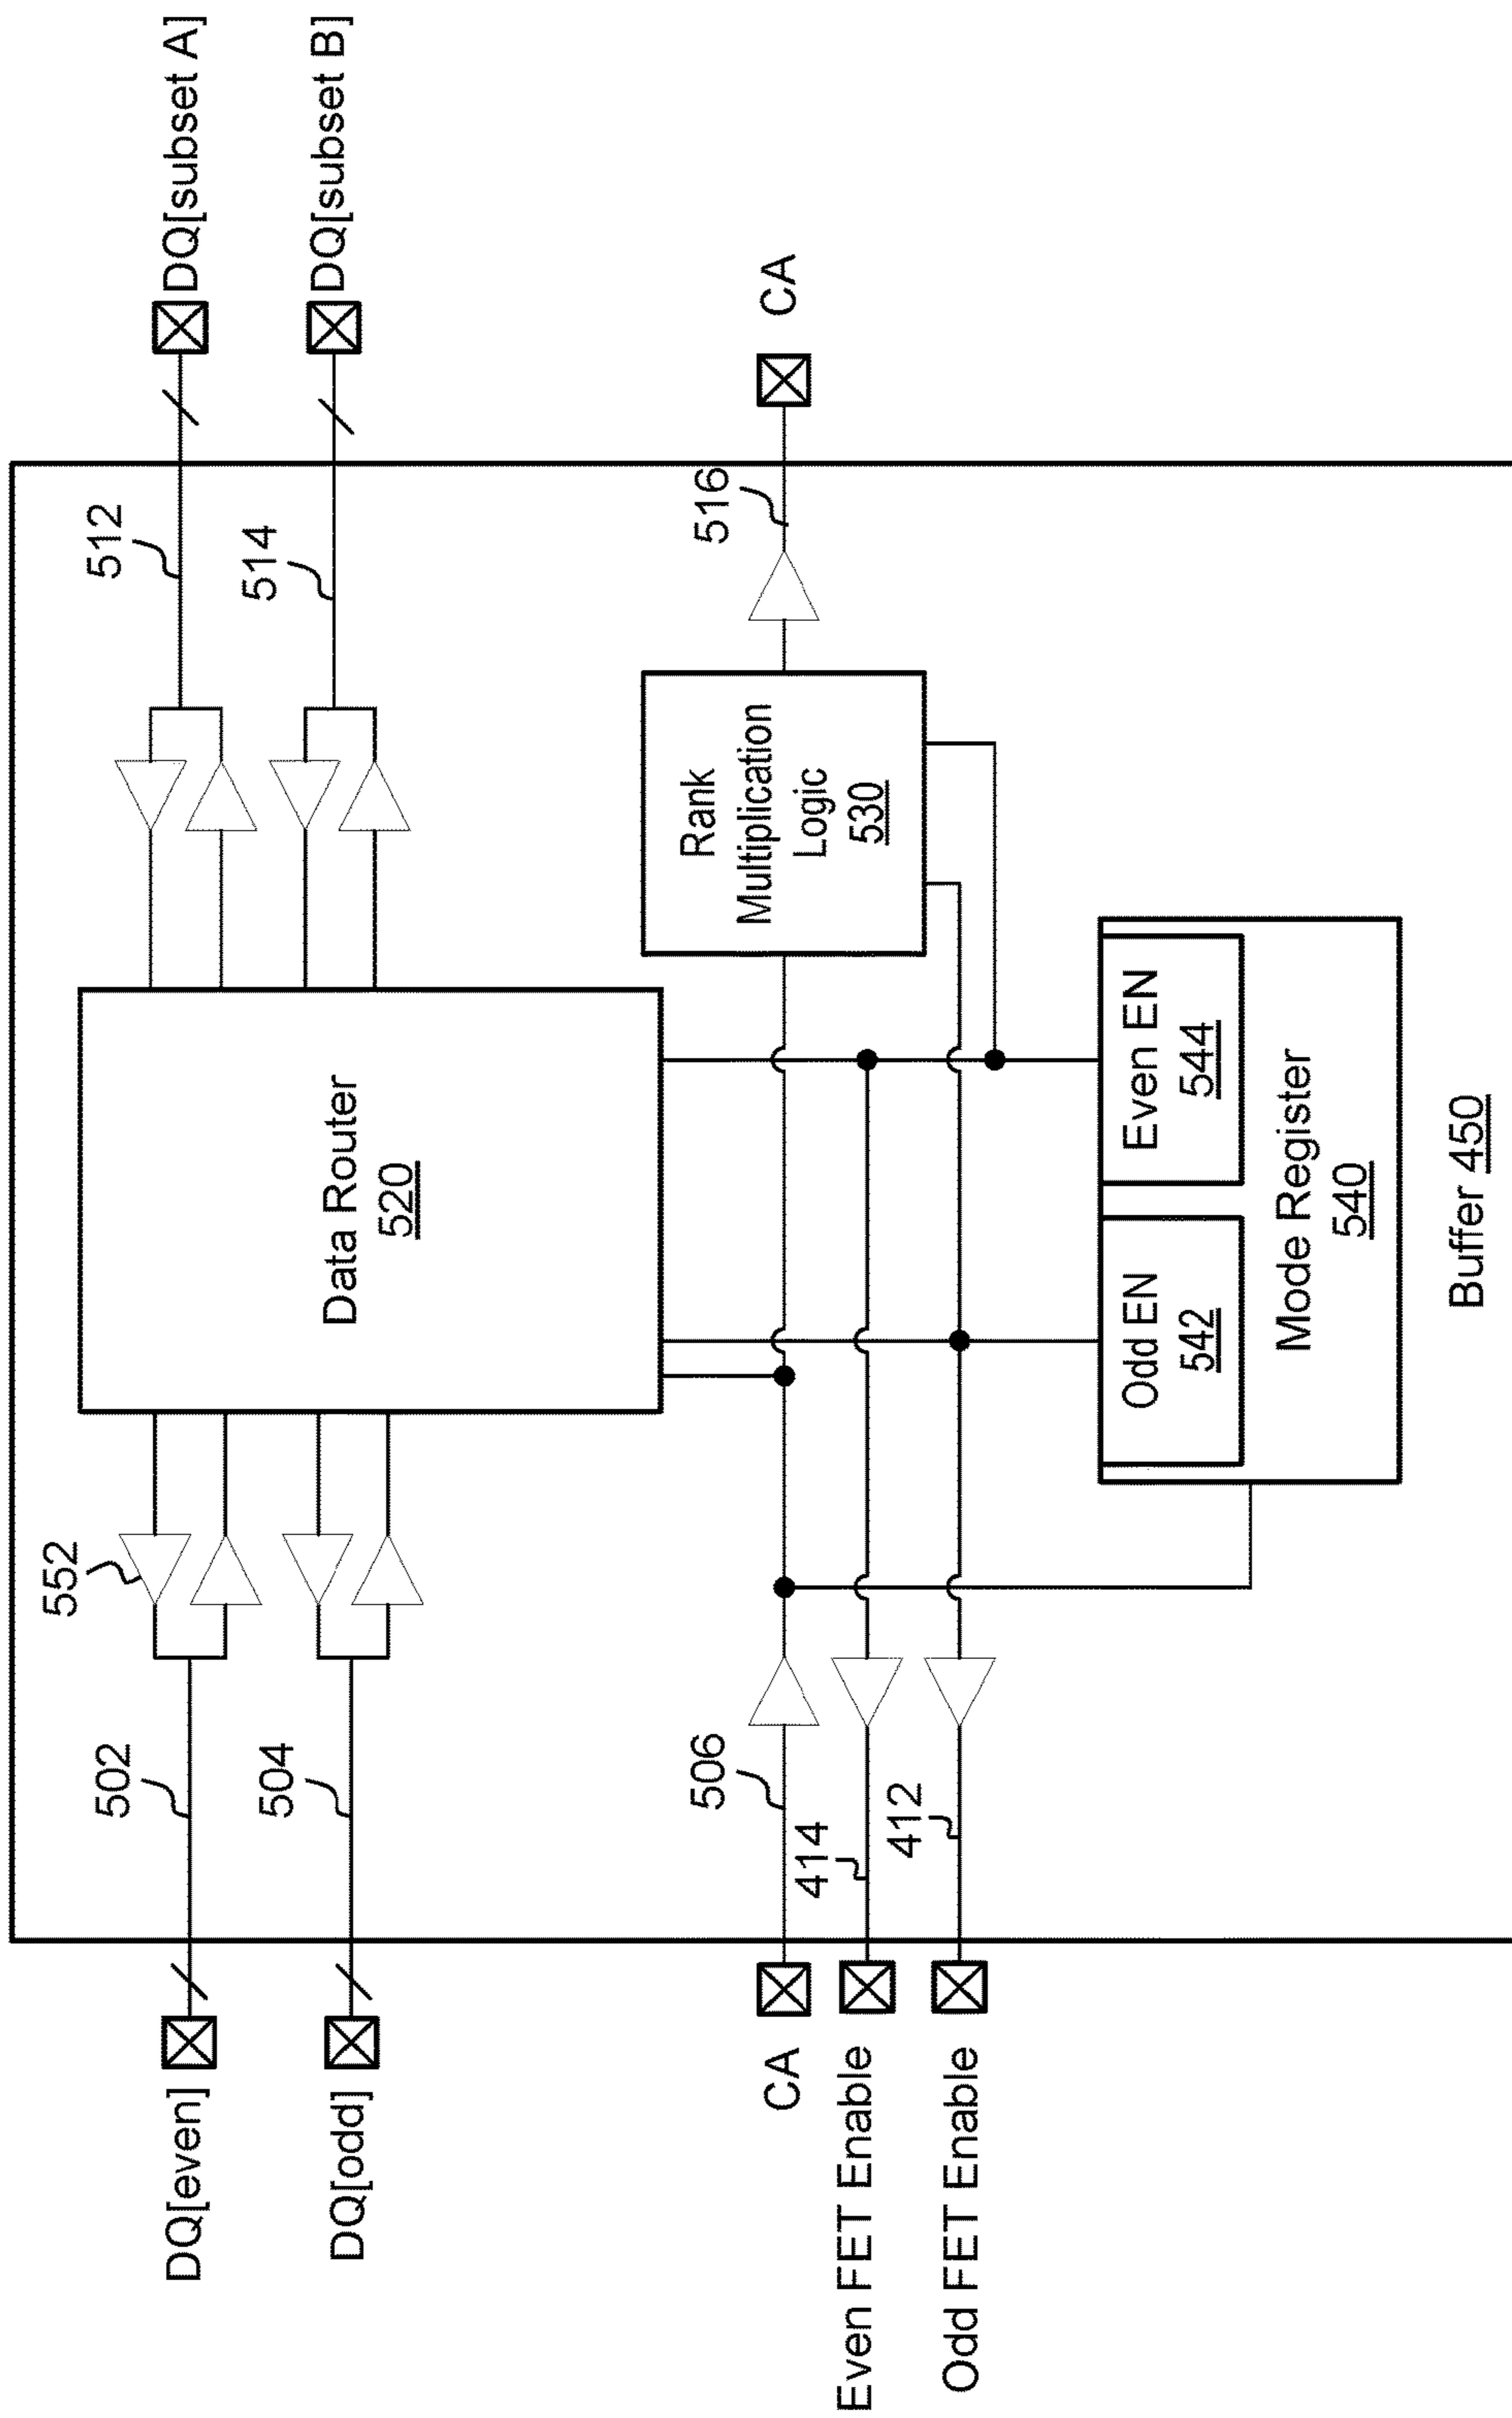 DQ[even]
502
552
512
DQ[subset A]
DQ[odd]
504
514
DQ[subset B]
Data Router
520
CA
506
Rank
Multiplication
Logic
530
516
CA
Even FET Enable
414
Odd FET Enable
412
Odd EN
542
Even EN
544
Mode Register
540
Buffer 450